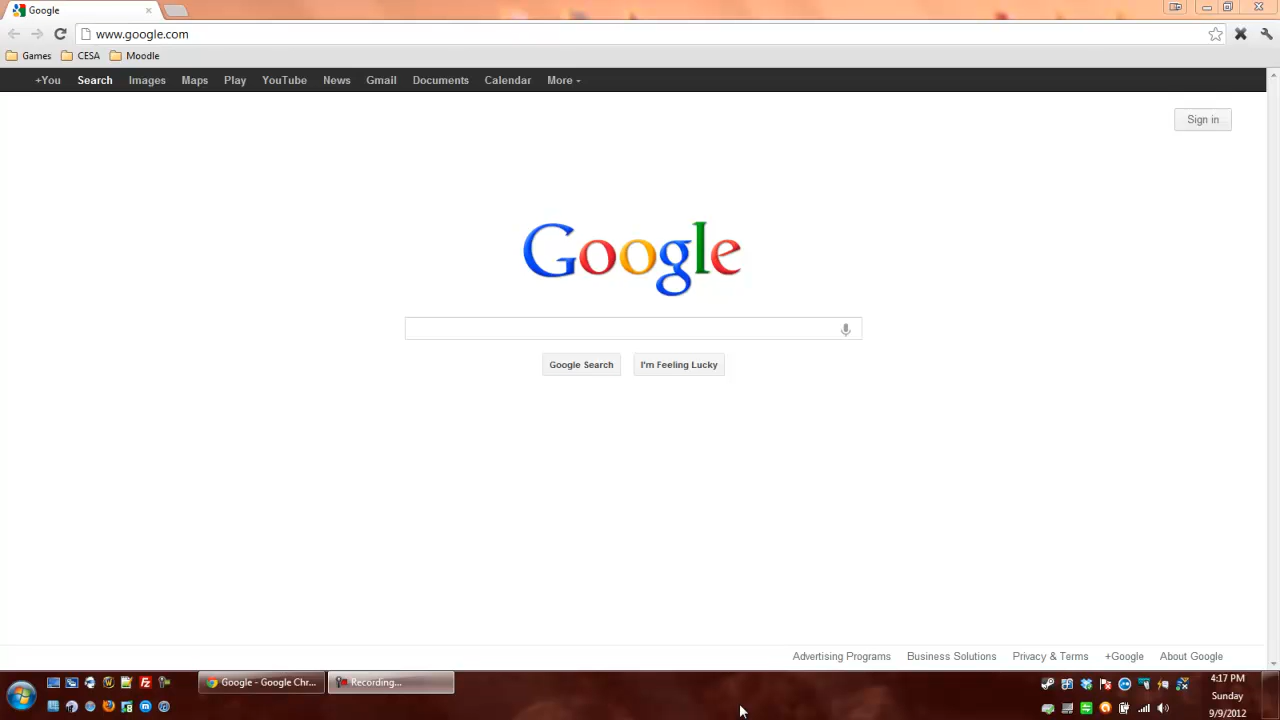 Google
www.google.com
Games CESA Moodle
+You Search Images Maps Play YouTube News Gmail Documents Calendar More
Sign in
Google
Google Search I'm Feeling Lucky
Advertising Programs Business Solutions Privacy & Terms +Google About Google
Google - Google Chr... Recording...
4:17 PM
Sunday
9/9/2012